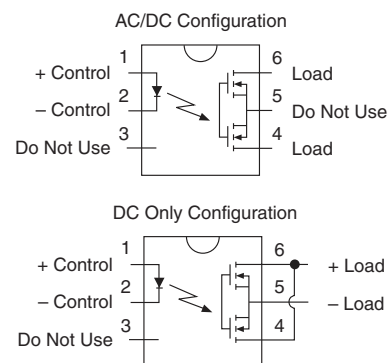 AC/DC Configuration
1 6
+ Control Load
2 5
– Control Do Not Use
3 4
Do Not Use Load
DC Only Configuration
1 6
+ Control + Load
2 5
– Control – Load
3 4
Do Not Use